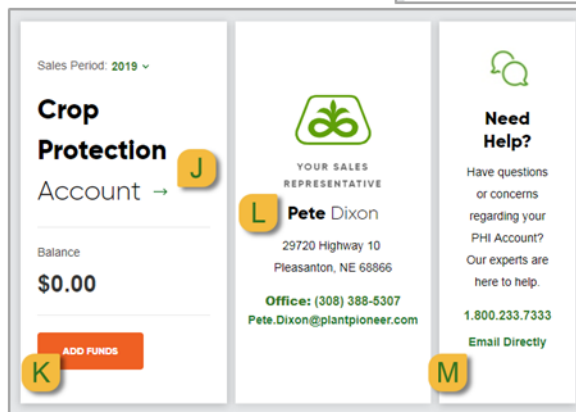 Sales Period: 2019
Crop
Protection
Account →
J
Balance
$0.00
ADD FUNDS
K
YOUR SALES
REPRESENTATIVE
L
Pete Dixon
29720 Highway 10
Pleasanton, NE 68866
Office: (308) 388-5307
Pete.Dixon@plantpioneer.com
Need
Help?
Have questions
or concerns
regarding your
PHI Account?
Our experts are
here to help.
1.800.233.7333
Email Directly
M